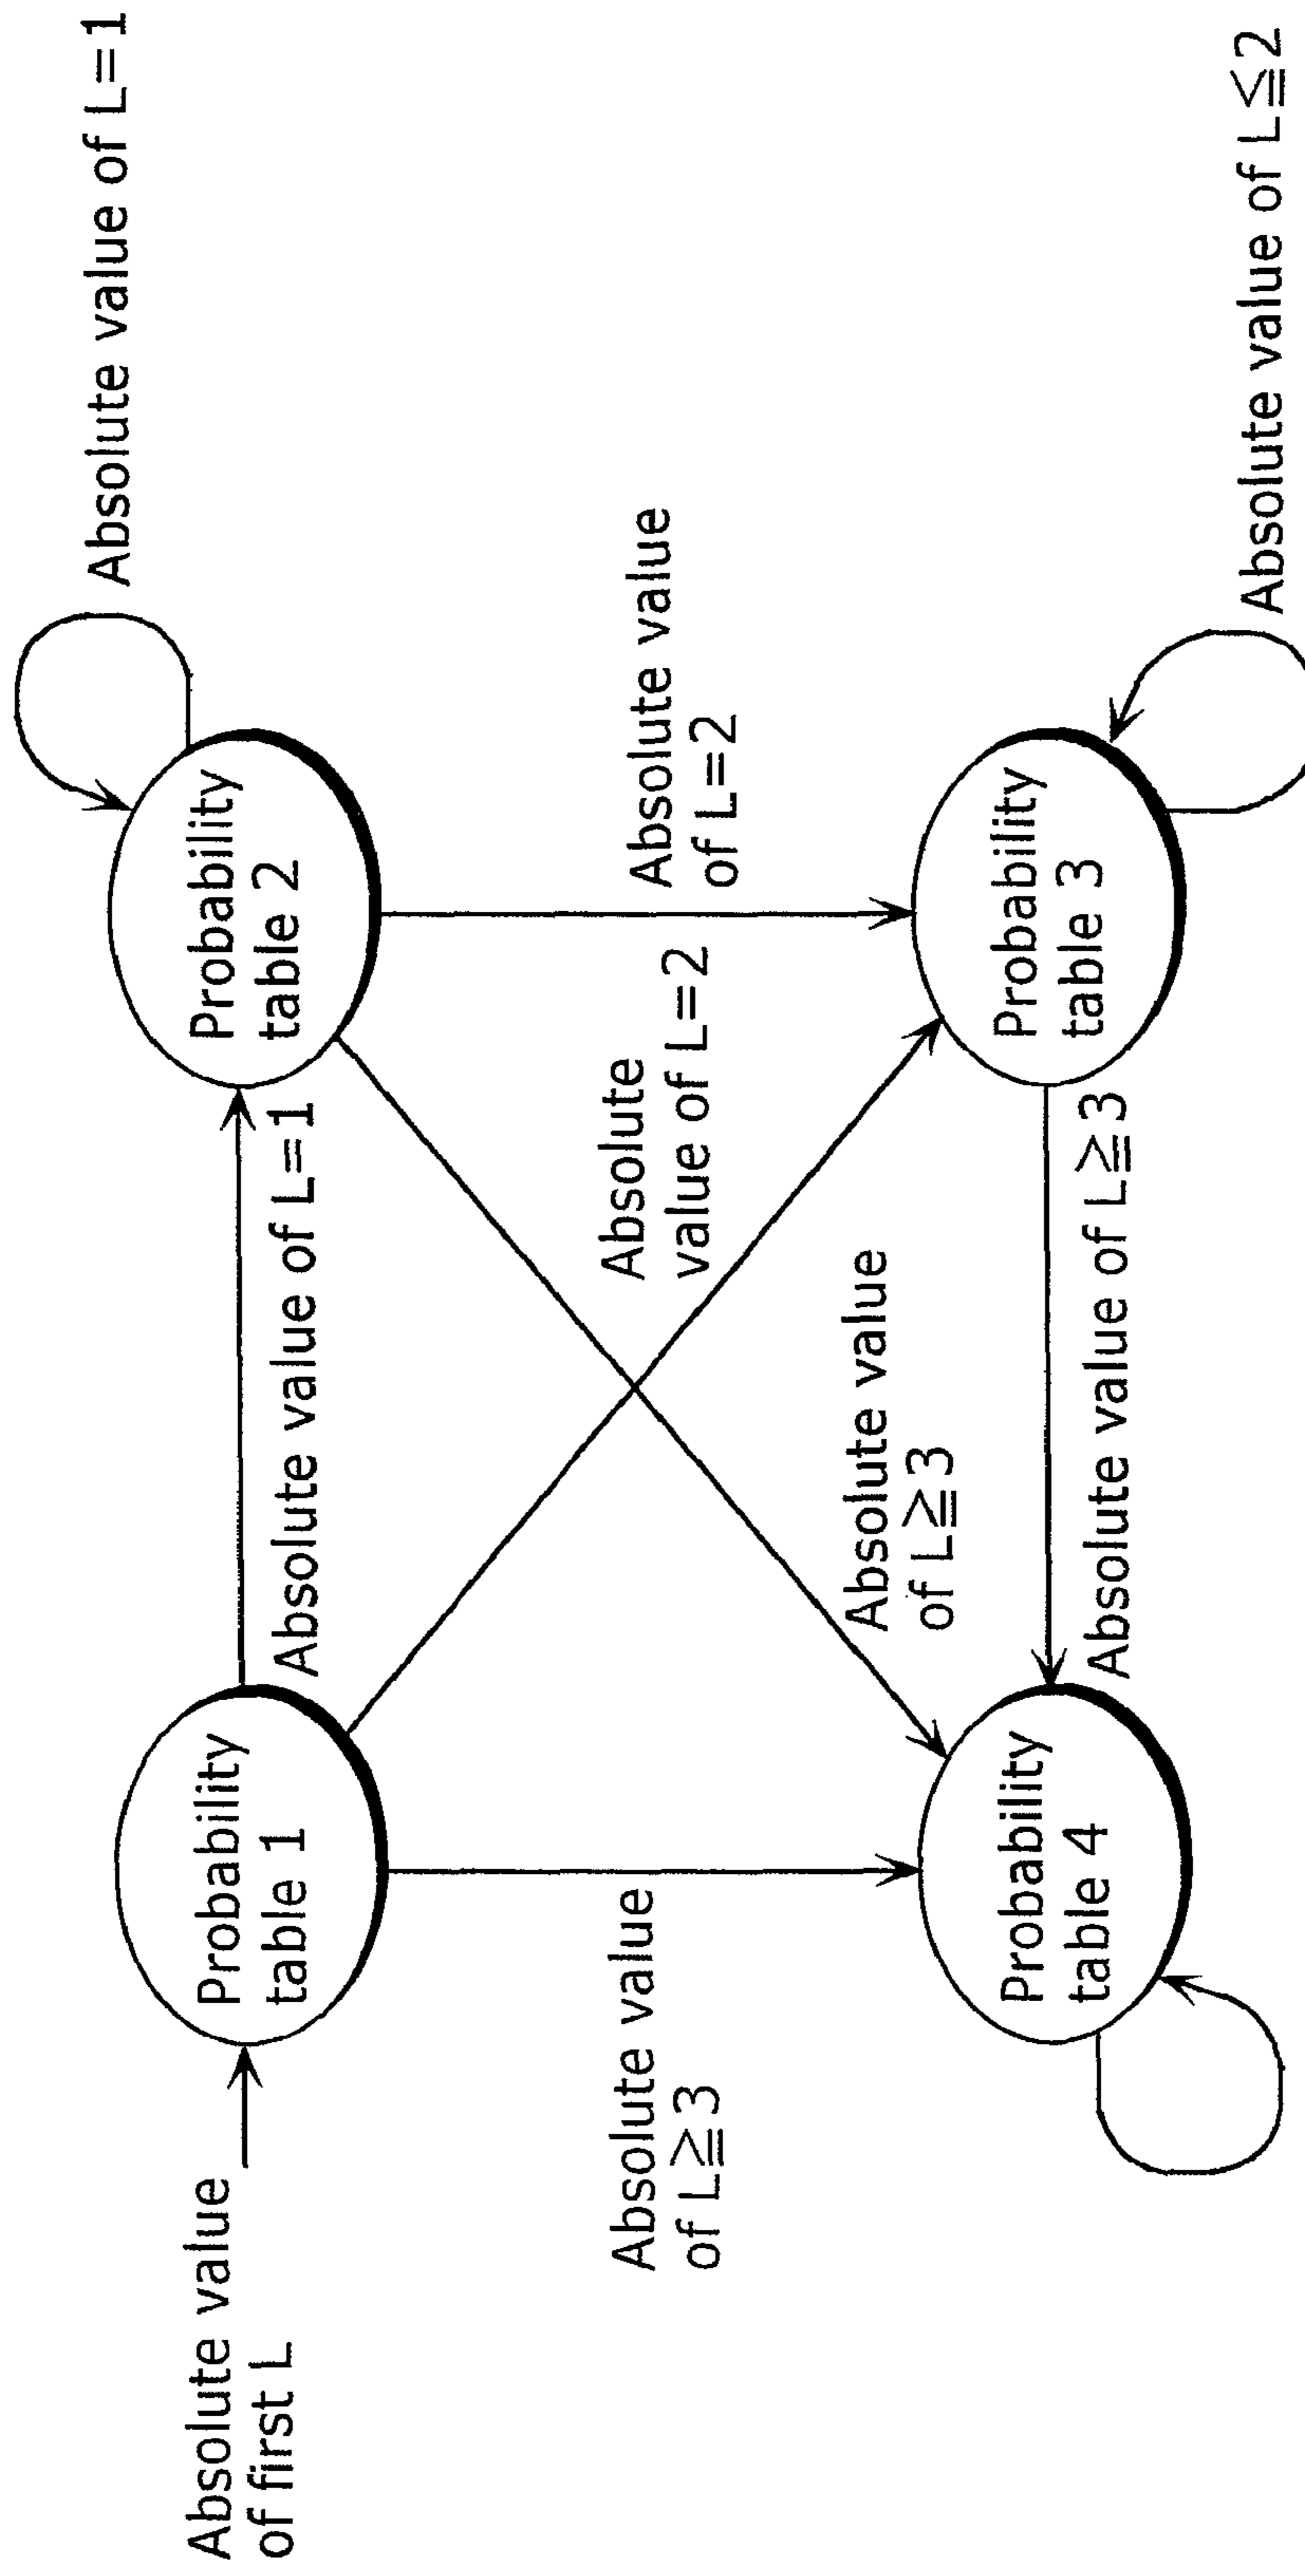 Absolute value of L=1
Absolute value
of first L
Probability
table 1
Absolute value of L=1
Probability
table 2
Absolute value
of L≧3
Absolute
value of L=2
Absolute value
of L=2
Absolute value
of L≧3
Probability
table 4
Absolute value of L≧3
Probability
table 3
Absolute value of L≦2